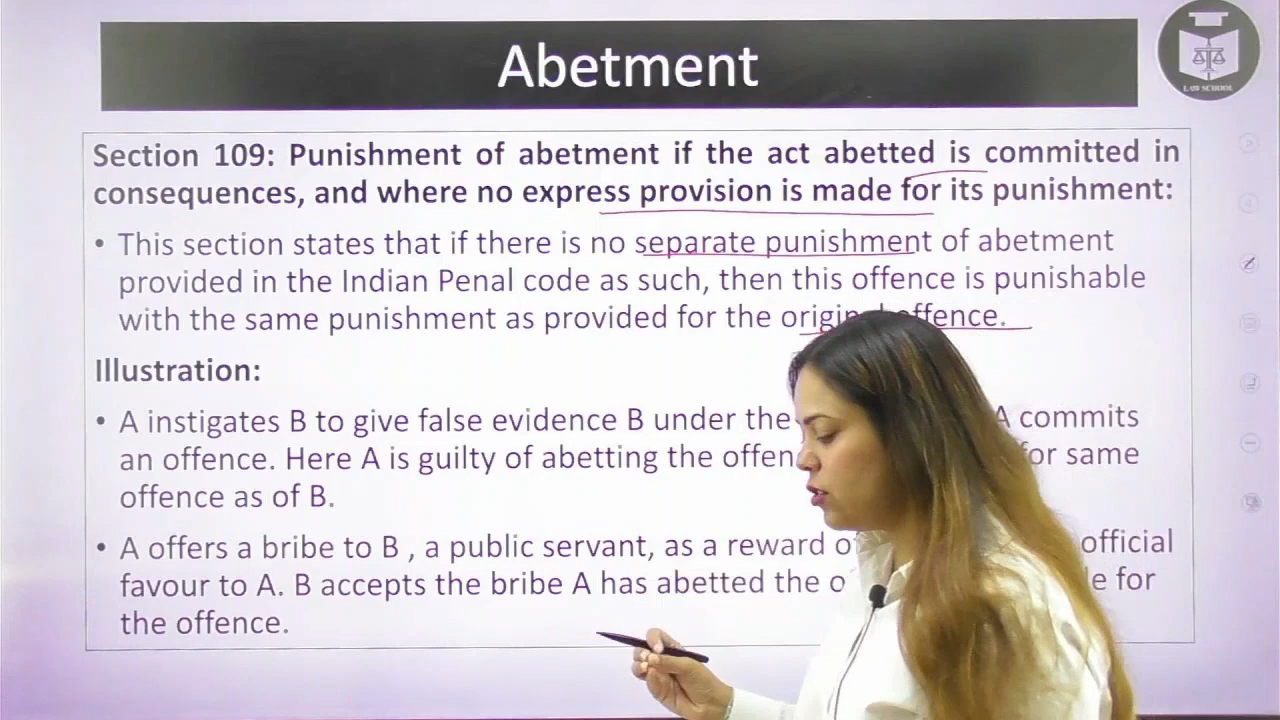 Abetment
LAW SCHOOL
Section 109: Punishment of abetment if the act abetted is committed in
consequences, and where no express provision is made for its punishment:
• This section states that if there is no separate punishment of abetment
provided in the Indian Penal code as such, then this offence is punishable
with the same punishment as provided for the original offence.
Illustration:
• A instigates B to give false evidence B under the A commits
an offence. Here A is guilty of abetting the for same
offence as of B.
• A offers a bribe to B , a public servant, as a reward official
favour to A. B accepts the bribe A has abetted the for
the offence.